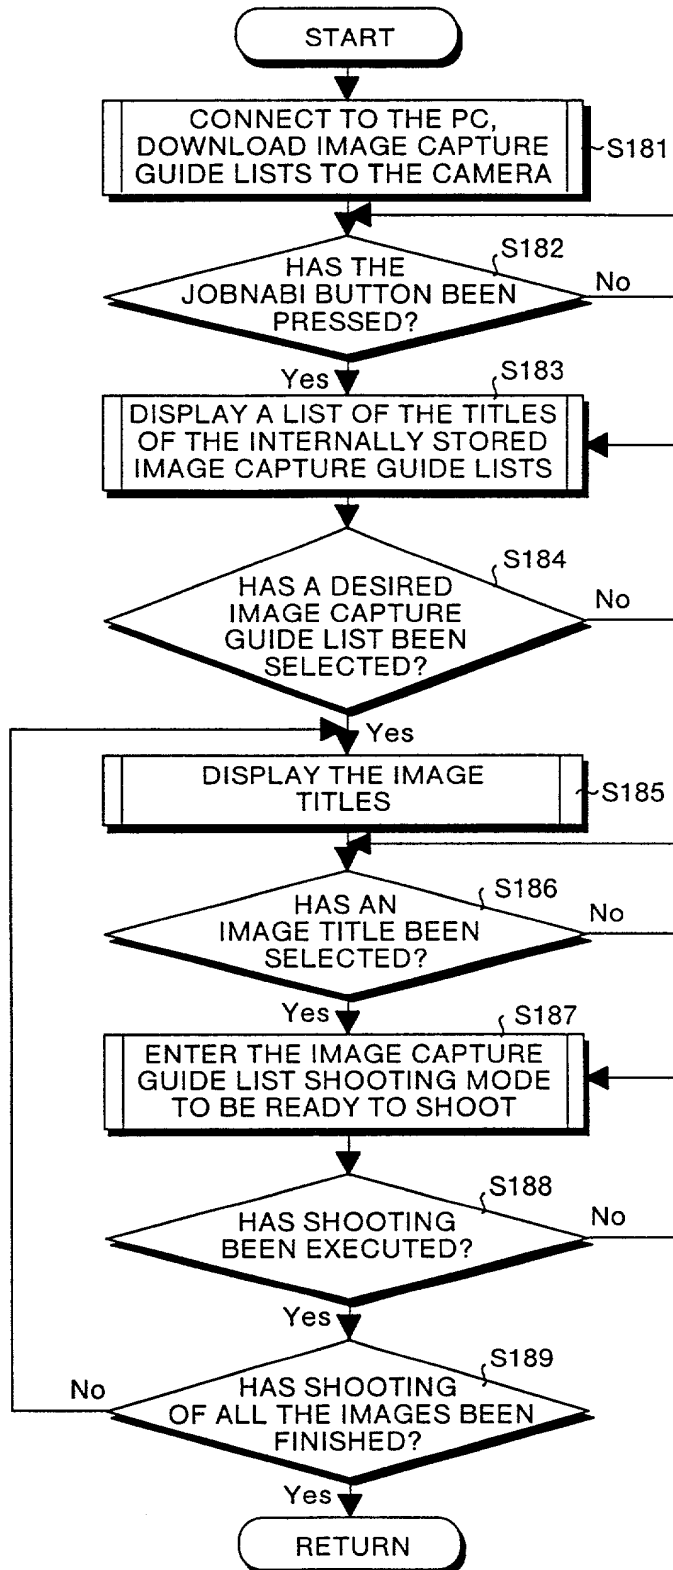 START
CONNECT TO THE PC,
DOWNLOAD IMAGE CAPTURE
GUIDE LISTS TO THE CAMERA
S181
S182
HAS THE
JOBNABI BUTTON BEEN
PRESSED?
No
Yes
S183
DISPLAY A LIST OF THE TITLES
OF THE INTERNALLY STORED
IMAGE CAPTURE GUIDE LISTS
S184
HAS A DESIRED
IMAGE CAPTURE
GUIDE LIST BEEN
SELECTED?
No
Yes
DISPLAY THE IMAGE
TITLES
S185
S186
HAS AN
IMAGE TITLE BEEN
SELECTED?
No
Yes
S187
ENTER THE IMAGE CAPTURE
GUIDE LIST SHOOTING MODE
TO BE READY TO SHOOT
S188
HAS SHOOTING
BEEN EXECUTED?
No
Yes
S189
HAS SHOOTING
OF ALL THE IMAGES BEEN
FINISHED?
No
Yes
RETURN